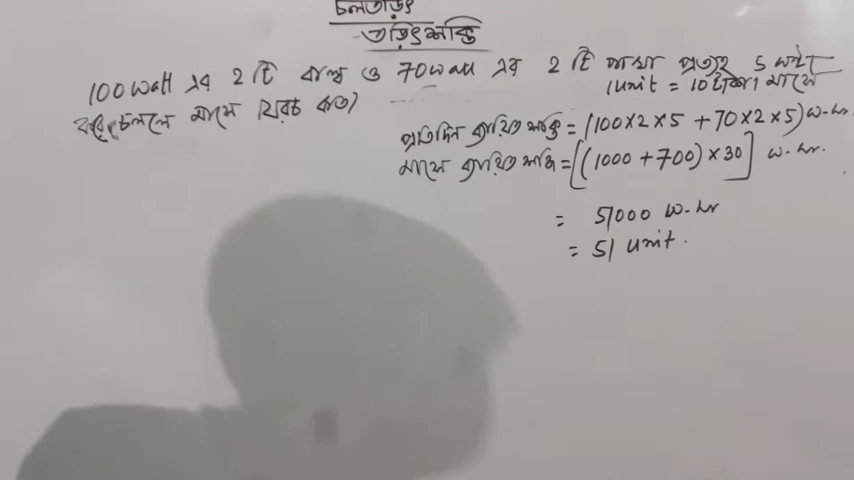 চলতড়িৎ
তড়িৎশক্তি
100 watt এর 2 টি বাল্ব ও 70 watt এর 2 টি পাখা প্রত্যহ 5 ঘন্টা
করে চললে মাসে খরচ কত?
1 unit = 10 টাকা। মাসে
প্রতিদিন ব্যয়িত শক্তি = (100×2×5 + 70×2×5) w-hr.
মাসে ব্যয়িত শক্তি = [(1000 + 700) × 30] w-hr.
= 51000 w-hr
= 51 unit.